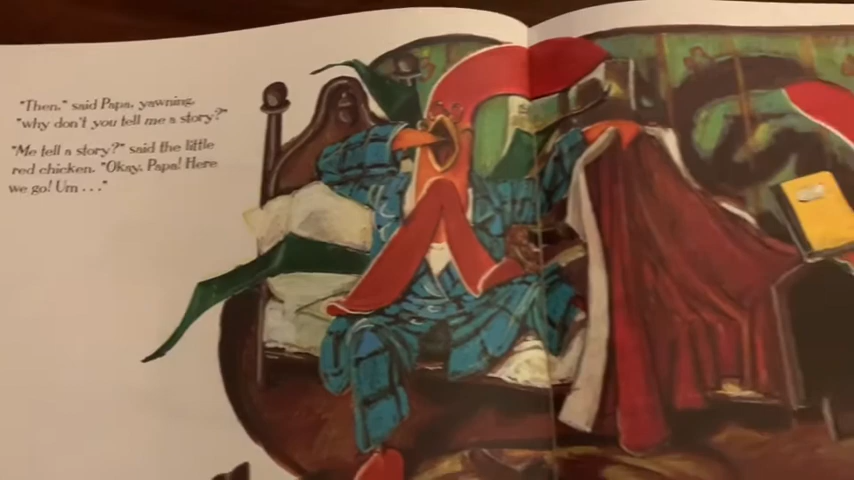 "Then," said Papa, yawning,
"why don't you tell me a story?"
"Me tell a story?" said the little
red chicken. "Okay, Papa! Here
we go! Um . . ."